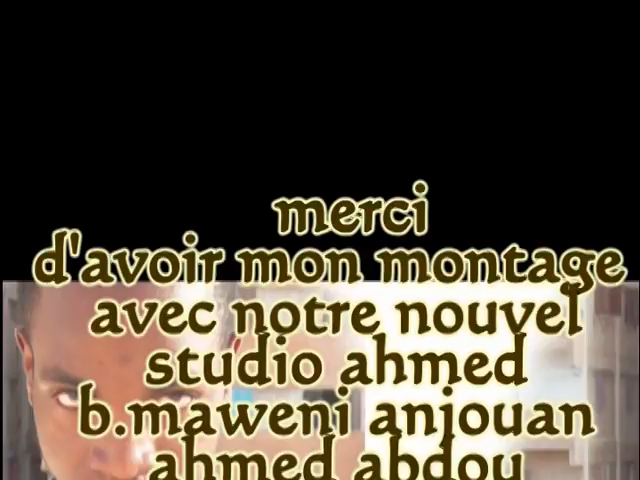 merci
d'avoir mon montage
avec notre nouvel
studio ahmed
b.maweni anjouan
ahmed abdou